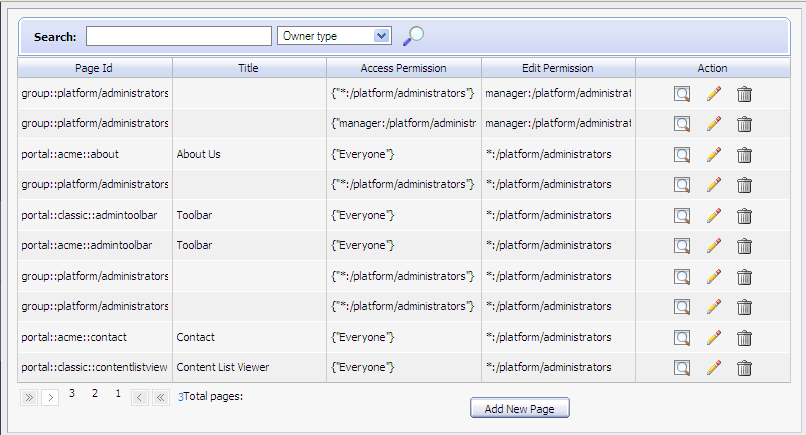 Search: Owner type
Page Id Title Access Permission Edit Permission Action
group::platform/administrators {"*:/platform/administrators"} manager:/platform/administrat
group::platform/administrators {"manager:/platform/administr manager:/platform/administrat
portal::acme::about About Us {"Everyone"} *:/platform/administrators
group::platform/administrators {"*:/platform/administrators"} *:/platform/administrators
portal::classic::admintoolbar Toolbar {"Everyone"} *:/platform/administrators
portal::acme::admintoolbar Toolbar {"Everyone"} *:/platform/administrators
group::platform/administrators {"*:/platform/administrators"} *:/platform/administrators
group::platform/administrators {"*:/platform/administrators"} *:/platform/administrators
portal::acme::contact Contact {"Everyone"} *:/platform/administrators
portal::classic::contentlistview Content List Viewer {"Everyone"} *:/platform/administrators
3 2 1 3Total pages:
Add New Page